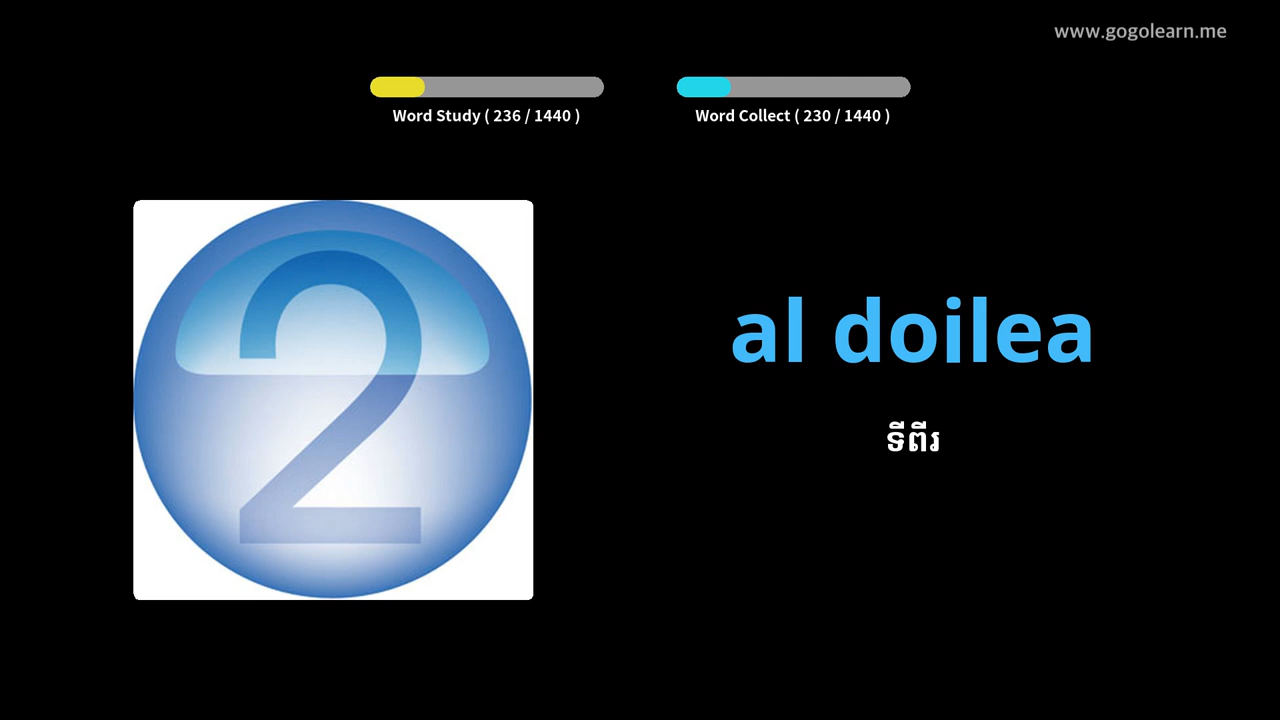 www.gogolearn.me
Word Study ( 236 / 1440 )
Word Collect ( 230 / 1440 )
2
al doilea
ទីពីរ